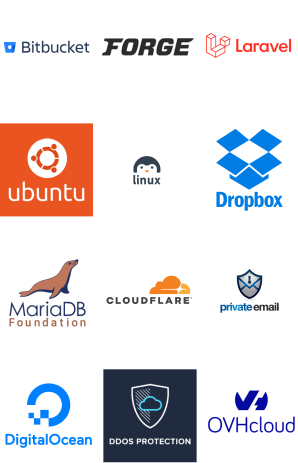 Bitbucket
FORGE
Laravel
ubuntu
linux
Dropbox
MariaDB
Foundation
CLOUDFLARE
private email
DigitalOcean
DDOS PROTECTION
OVHcloud